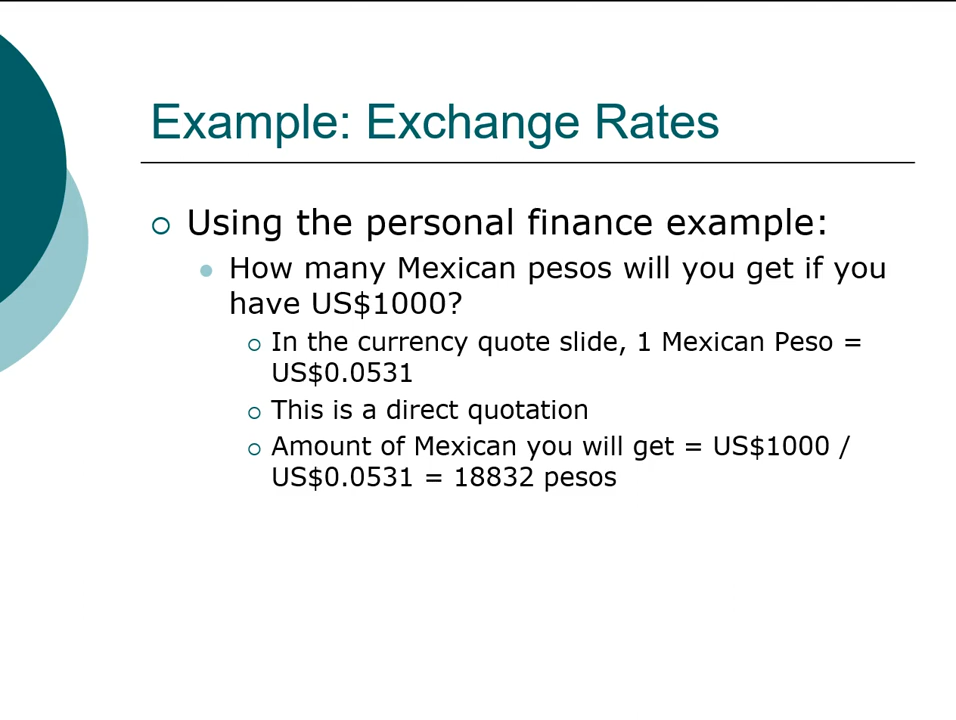 Example: Exchange Rates
Using the personal finance example:
How many Mexican pesos will you get if you
have US$1000?
In the currency quote slide, 1 Mexican Peso =
US$0.0531
This is a direct quotation
Amount of Mexican you will get = US$1000 /
US$0.0531 = 18832 pesos